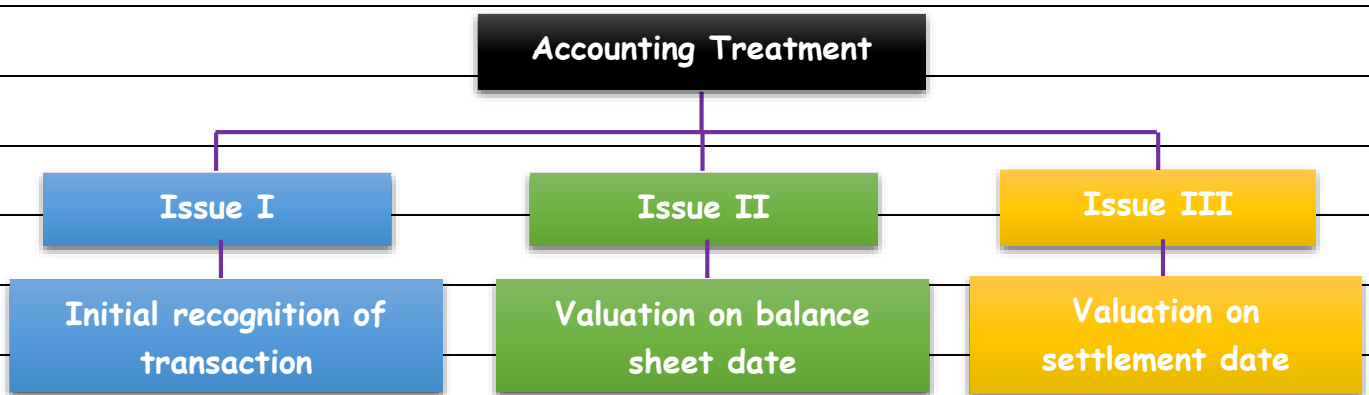 Accounting Treatment
Issue I
Issue II
Issue III
Initial recognition of
transaction
Valuation on balance
sheet date
Valuation on
settlement date